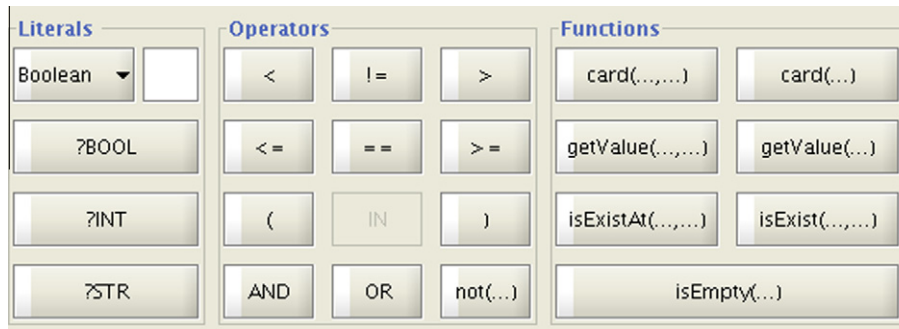 Literals Operators Functions
Boolean < != > card(...,...) card(...)
?BOOL <= == >= getValue(...,...) getValue(...)
?INT ( IN ) isExistAt(...,...) isExist(...,...)
?STR AND OR not(...) isEmpty(...)